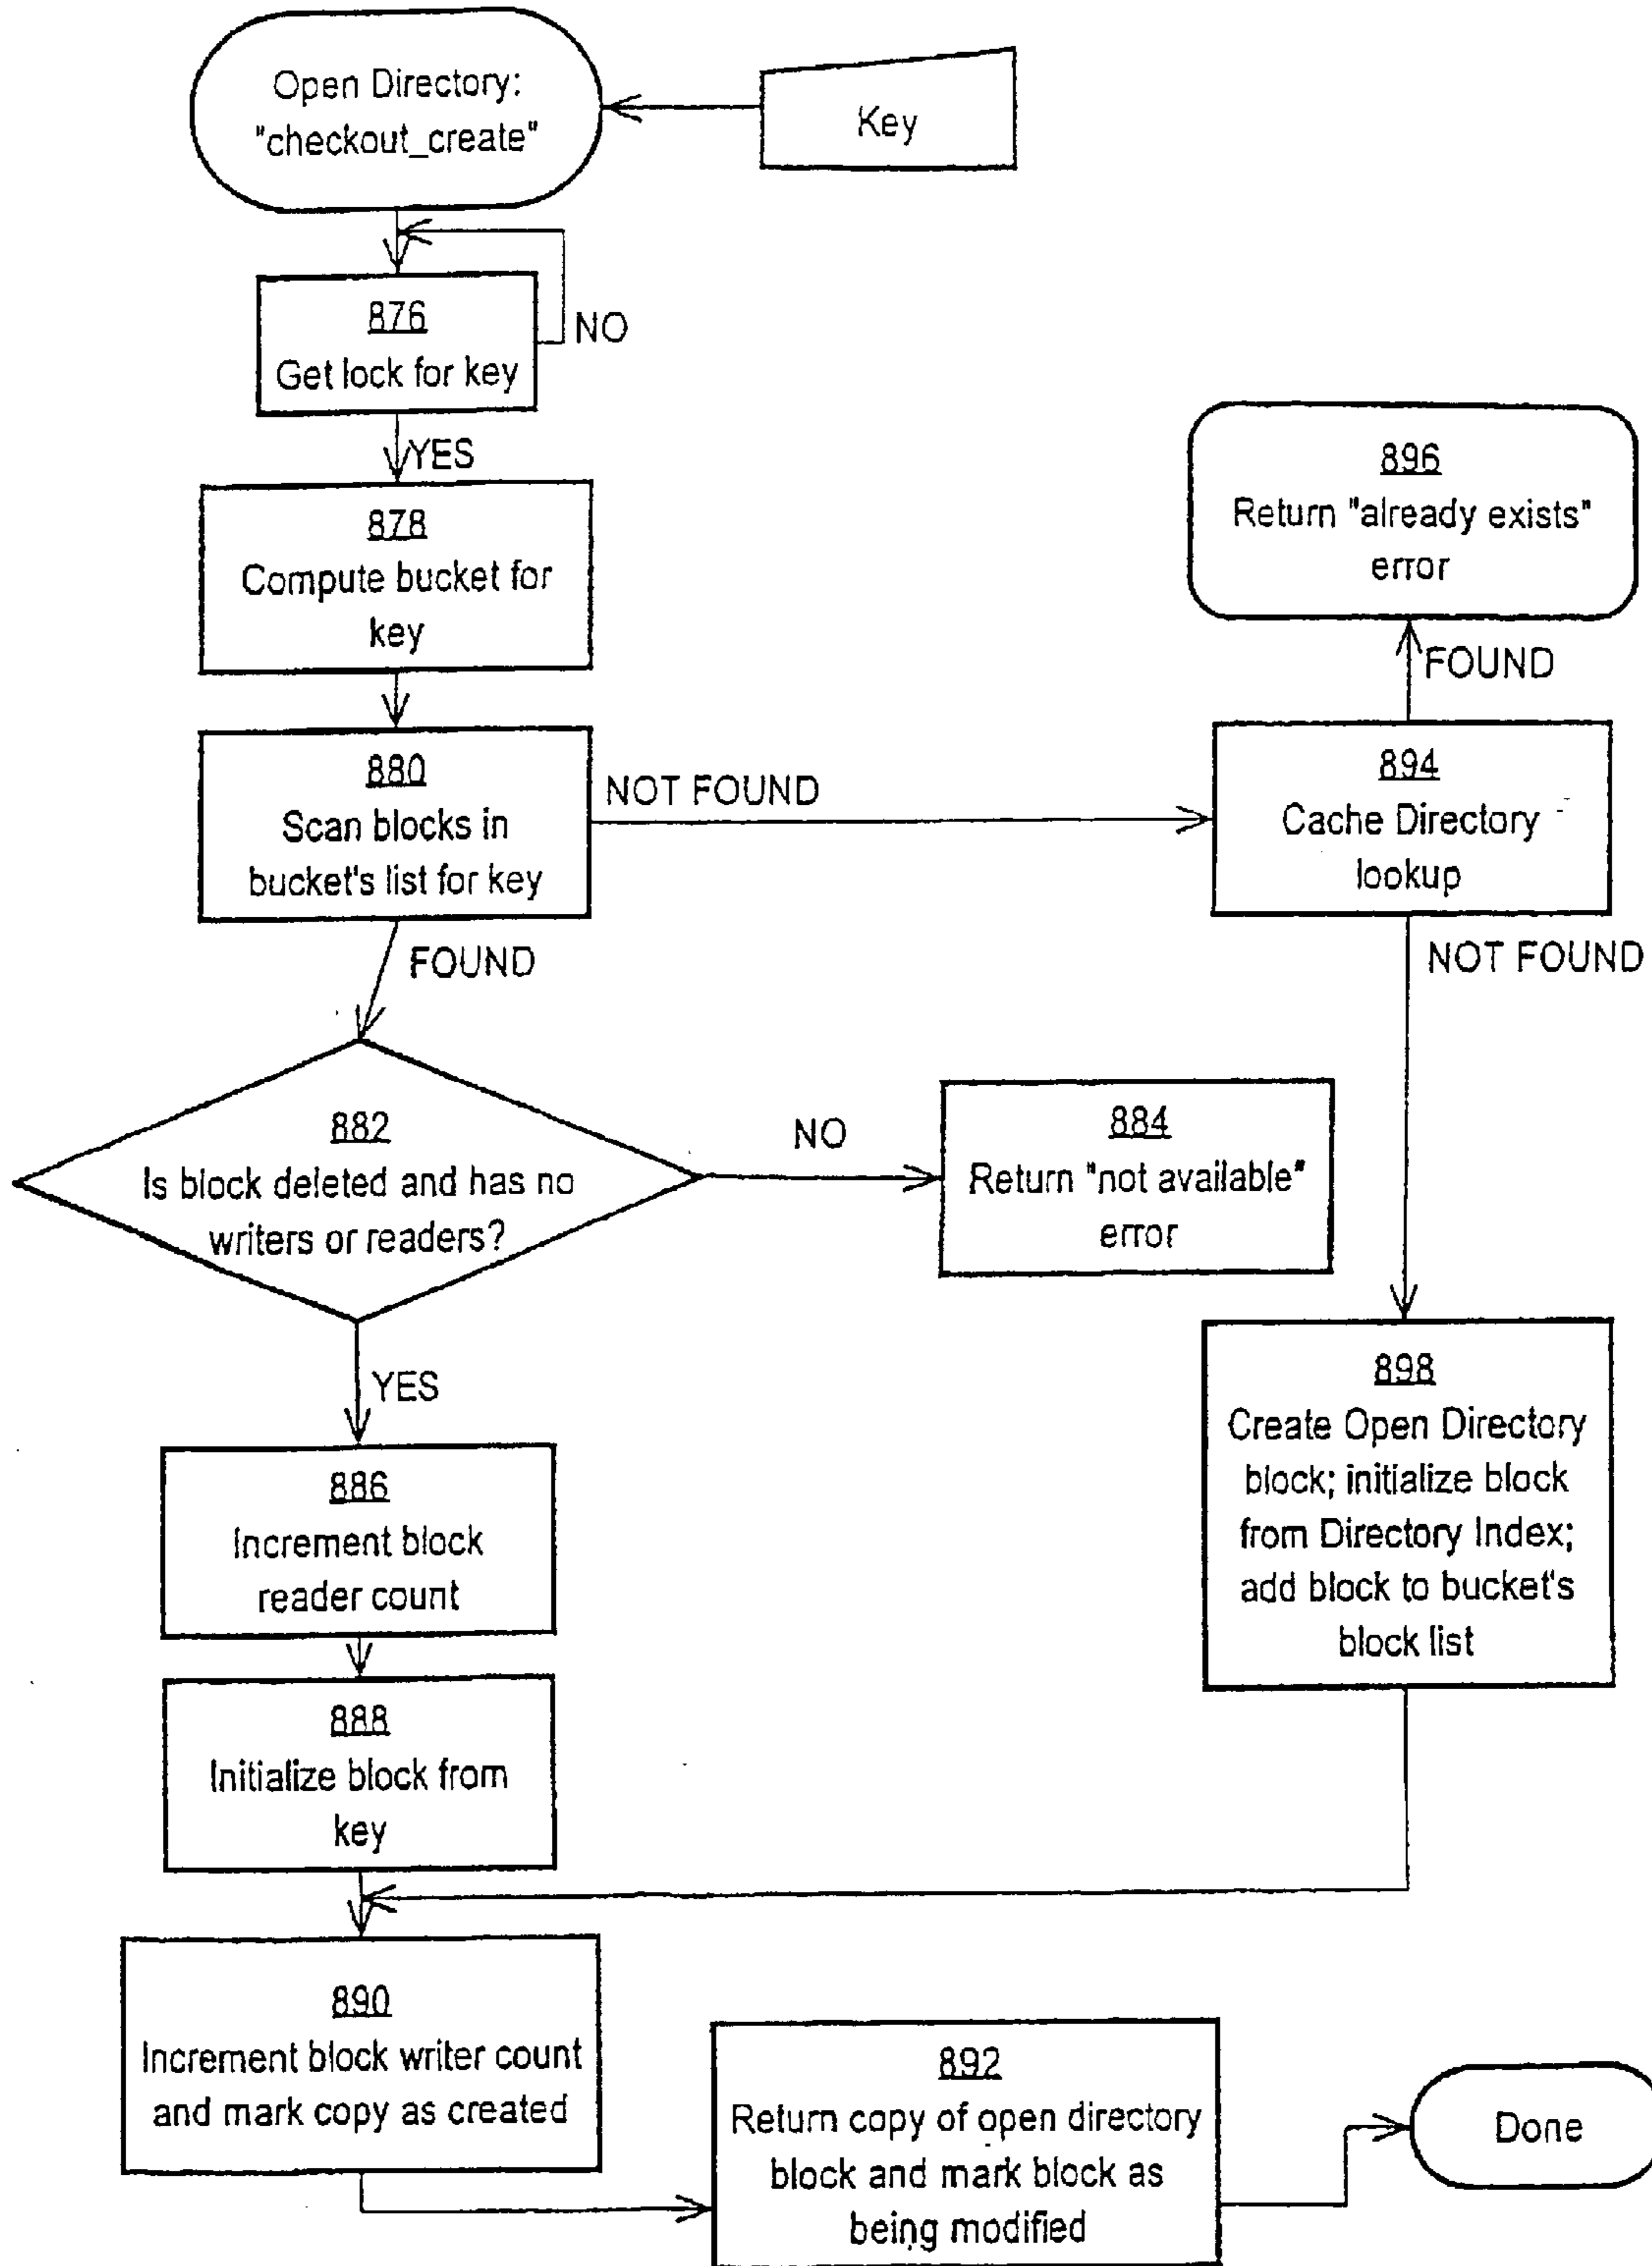 Open Directory:
"checkout_create"
Key
876
Get lock for key
NO
YES
878
Compute bucket for
key
880
Scan blocks in
bucket's list for key
NOT FOUND
FOUND
896
Return "already exists"
error
FOUND
894
Cache Directory
lookup
NOT FOUND
882
Is block deleted and has no
writers or readers?
NO
884
Return "not available"
error
YES
886
Increment block
reader count
888
Initialize block from
key
898
Create Open Directory
block; initialize block
from Directory Index;
add block to bucket's
block list
890
Increment block writer count
and mark copy as created
892
Return copy of open directory
block and mark block as
being modified
Done